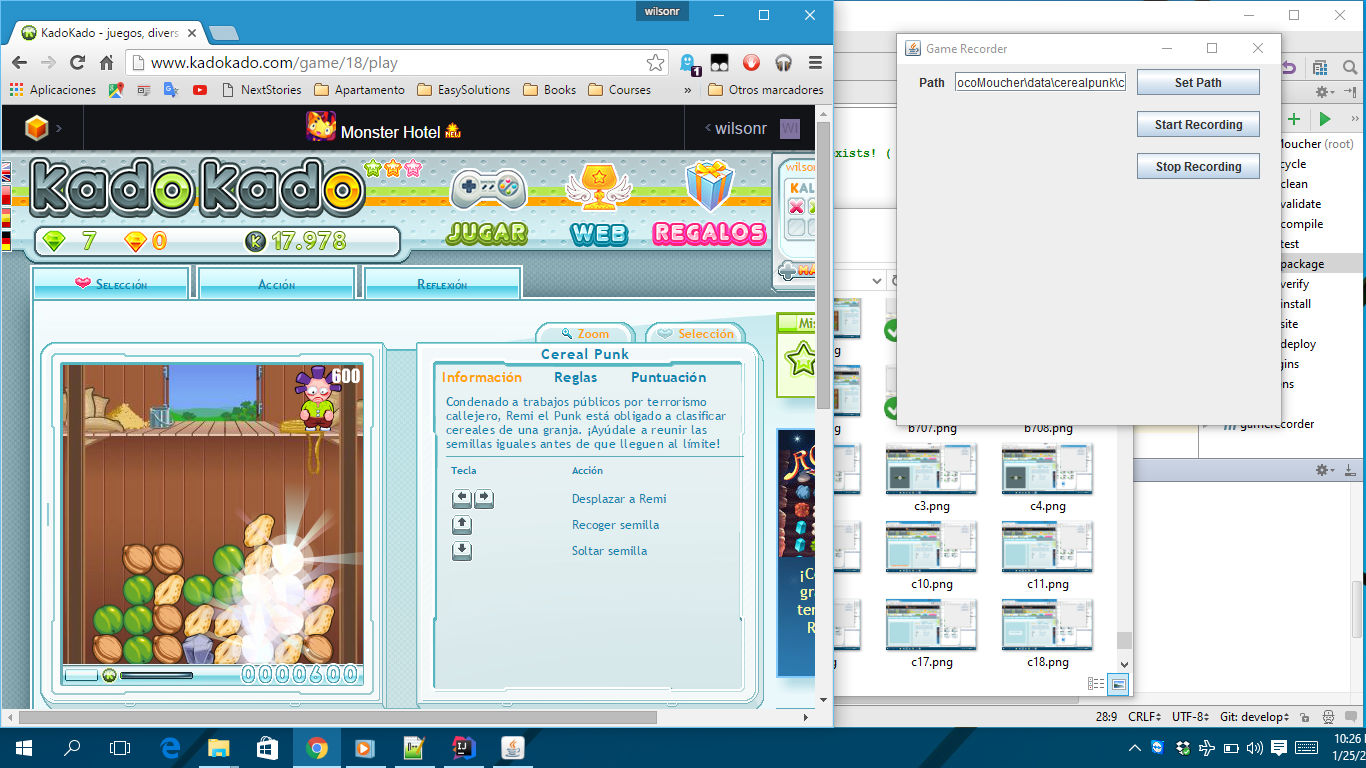 wilsonr
KadoKado - juegos, divers
www.kadokado.com/game/18/play
1
Aplicaciones
NextStories
Apartamento
EasySolutions
Books
Courses
»
Otros marcadores
Monster Hotel NEW
wilsonr
WI
KadoKado
JUGAR
WEB
REGALOS
7
0
K 17.978
Selección
Acción
Reflexión
Zoom
Selección
Cereal Punk
Información
Reglas
Puntuación
Condenado a trabajos públicos por terrorismo
callejero, Remi el Punk está obligado a clasificar
cereales de una granja. ¡Ayúdale a reunir las
semillas iguales antes de que lleguen al límite!
Tecla
Acción
Desplazar a Remi
Recoger semilla
Soltar semilla
600
0000600
Game Recorder
Path
ocoMoucher\data\cerealpunk\c
Set Path
Start Recording
Stop Recording
xists! (
Moucher (root)
cycle
clean
validate
compile
test
package
verify
install
site
deploy
gins
ns
gamerecorder
b707.png
b708.png
c3.png
c4.png
c10.png
c11.png
c17.png
c18.png
28:9
CRLF
UTF-8
Git: develop
10:26
1/25/2